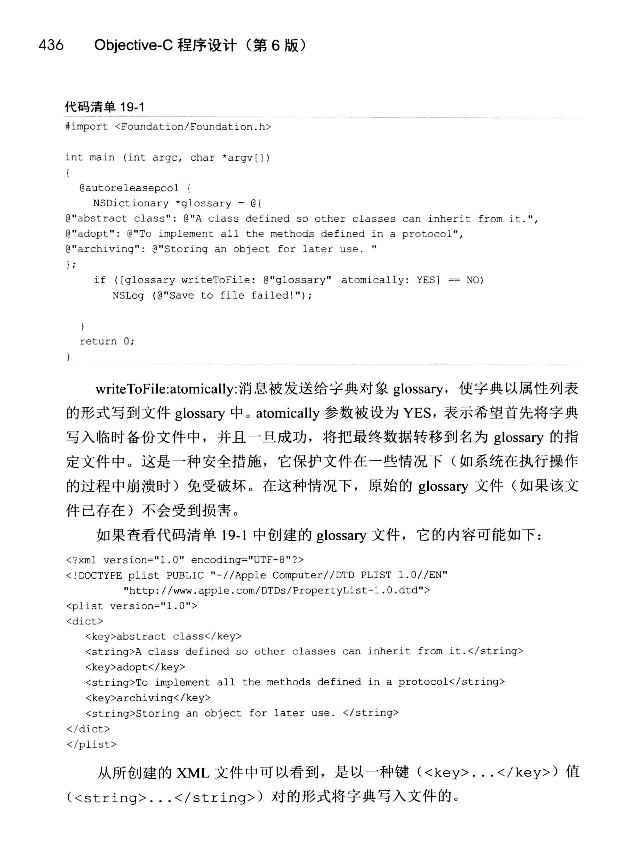 436 Objective-C 程序设计（第 6 版）
代码清单 19-1
#import <Foundation/Foundation.h>
int main (int argc, char *argv[])
{
@autoreleasepool {
NSDictionary *glossary = @{
@"abstract class": @"A class defined so other classes can inherit from it.",
@"adopt": @"To implement all the methods defined in a protocol",
@"archiving": @"Storing an object for later use. "
};
if ([glossary writeToFile: @"glossary" atomically: YES] == NO)
NSLog (@"Save to file failed!");
}
return 0;
}
writeToFile:atomically:消息被发送给字典对象 glossary，使字典以属性列表
的形式写到文件 glossary 中。atomically 参数被设为 YES，表示希望首先将字典
写入临时备份文件中，并且一旦成功，将把最终数据转移到名为 glossary 的指
定文件中。这是一种安全措施，它保护文件在一些情况下（如系统在执行操作
的过程中崩溃时）免受破坏。在这种情况下，原始的 glossary 文件（如果该文
件已存在）不会受到损害。
如果查看代码清单 19-1 中创建的 glossary 文件，它的内容可能如下：
<?xml version="1.0" encoding="UTF-8"?>
<!DOCTYPE plist PUBLIC "-//Apple Computer//DTD PLIST 1.0//EN"
"http://www.apple.com/DTDs/PropertyList-1.0.dtd">
<plist version="1.0">
<dict>
<key>abstract class</key>
<string>A class defined so other classes can inherit from it.</string>
<key>adopt</key>
<string>To implement all the methods defined in a protocol</string>
<key>archiving</key>
<string>Storing an object for later use. </string>
</dict>
</plist>
从所创建的 XML 文件中可以看到，是以一种键（<key>...</key>）值
（<string>...</string>）对的形式将字典写入文件的。